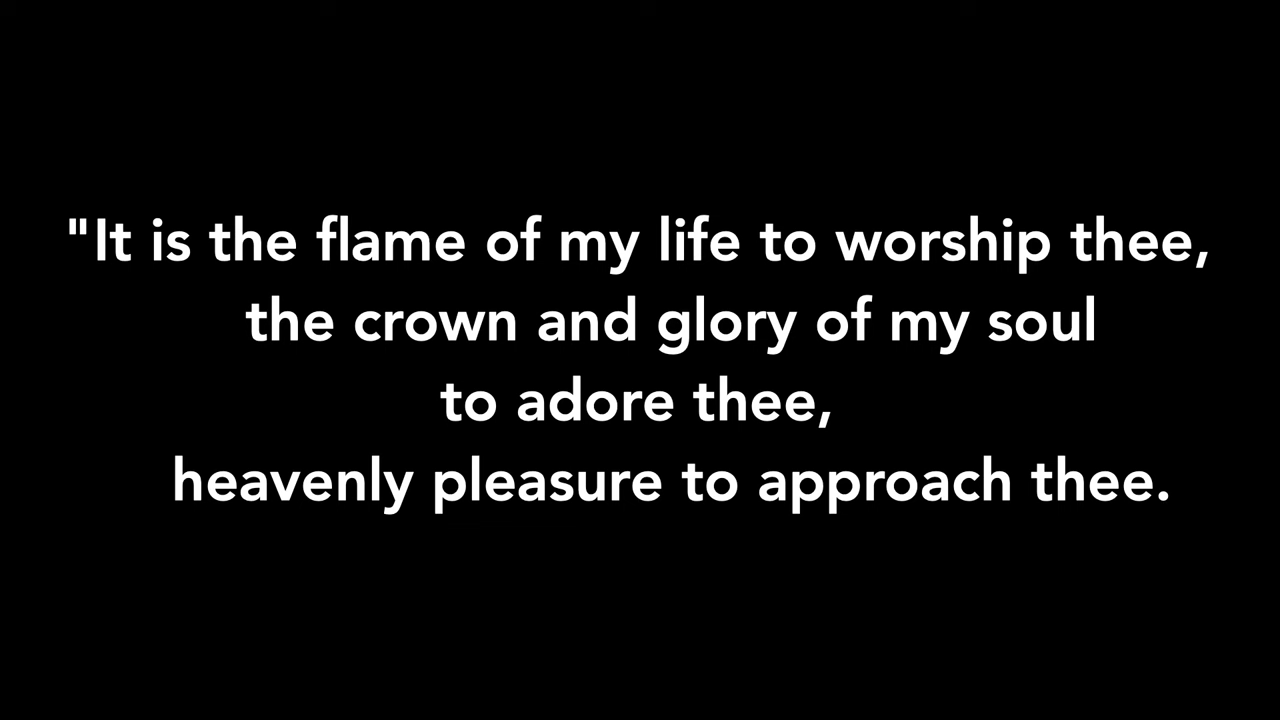 "It is the flame of my life to worship thee,
the crown and glory of my soul
to adore thee,
heavenly pleasure to approach thee.